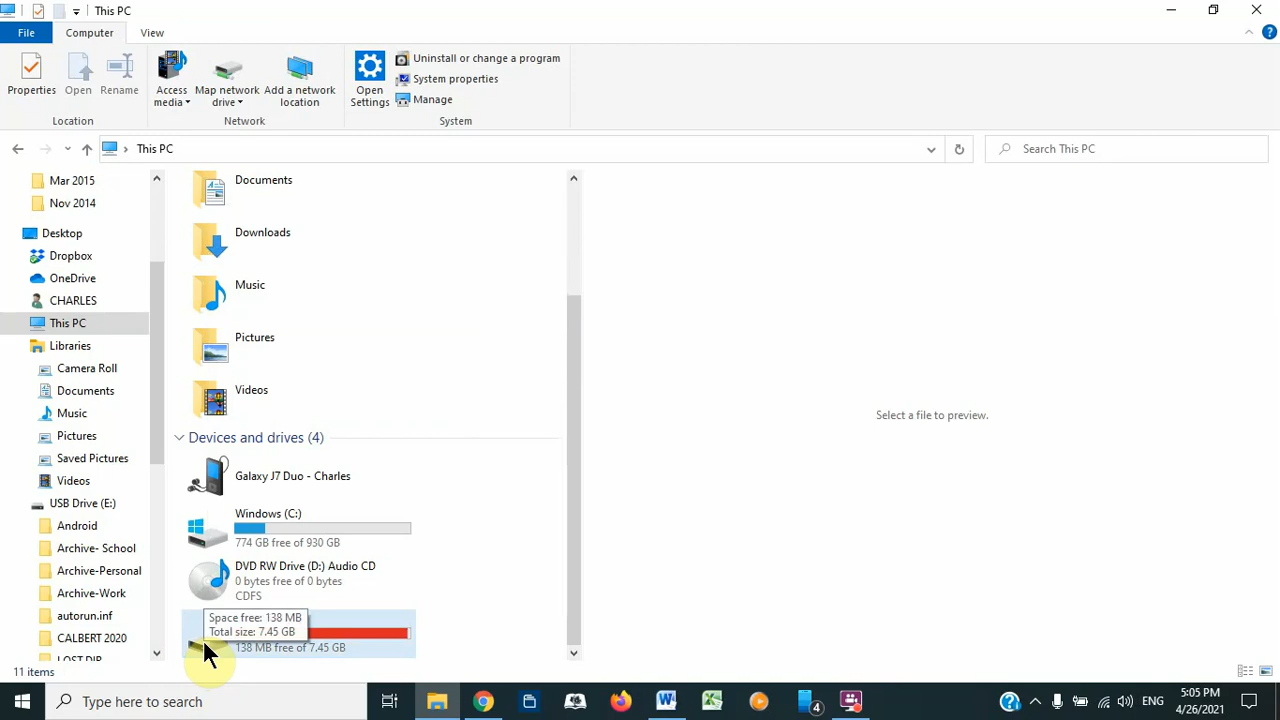 This PC
File
Computer
View
Properties
Open
Rename
Access media
Map network drive
Add a network location
Open Settings
Uninstall or change a program
System properties
Manage
Location
Network
System
This PC
Search This PC
Mar 2015
Nov 2014
Desktop
Dropbox
OneDrive
CHARLES
This PC
Libraries
Camera Roll
Documents
Music
Pictures
Saved Pictures
Videos
USB Drive (E:)
Android
Archive- School
Archive-Personal
Archive-Work
autorun.inf
CALBERT 2020
LOST.DIR
Documents
Downloads
Music
Pictures
Videos
Devices and drives (4)
Galaxy J7 Duo - Charles
Windows (C:)
774 GB free of 930 GB
DVD RW Drive (D:) Audio CD
0 bytes free of 0 bytes
CDFS
Space free: 138 MB
Total size: 7.45 GB
138 MB free of 7.45 GB
Select a file to preview.
11 items
Type here to search
4
ENG
5:05 PM
4/26/2021